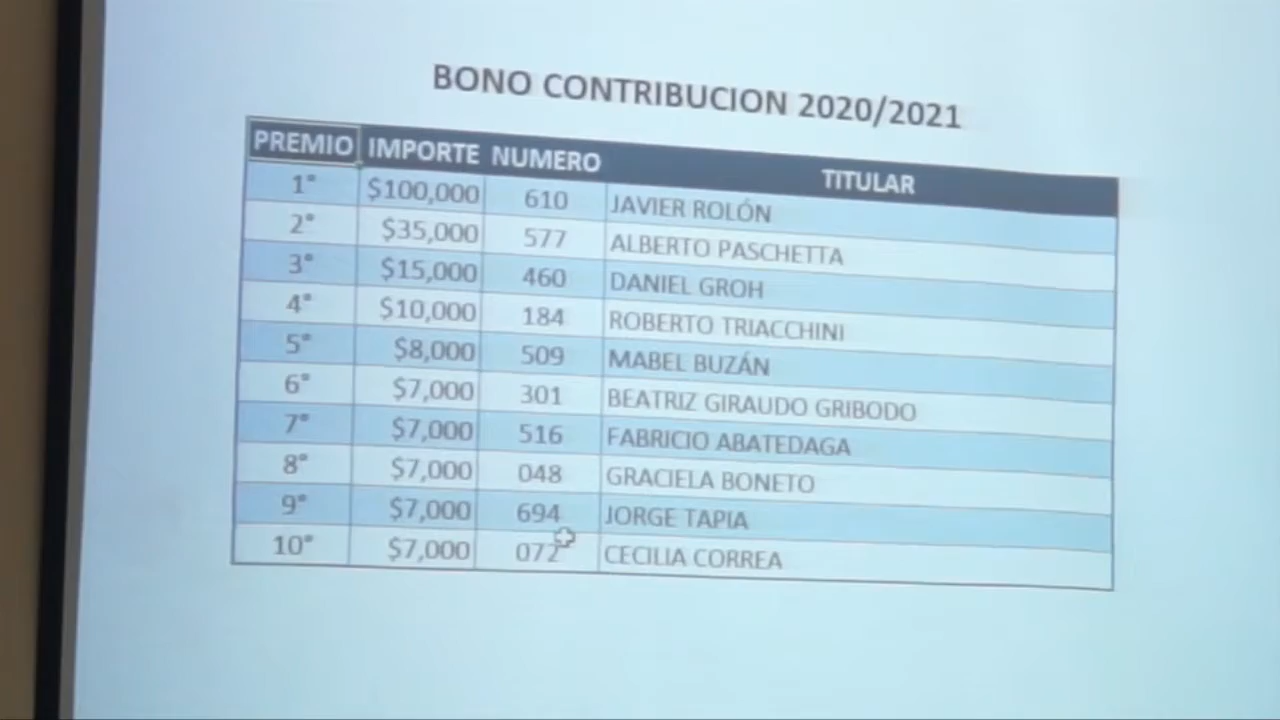 BONO CONTRIBUCION 2020/2021
PREMIO IMPORTE NUMERO TITULAR
1° $100,000 610 JAVIER ROLÓN
2° $35,000 577 ALBERTO PASCHETTA
3° $15,000 460 DANIEL GROH
4° $10,000 184 ROBERTO TRIACCHINI
5° $8,000 509 MABEL BUZÁN
6° $7,000 301 BEATRIZ GIRAUDO GRIBODO
7° $7,000 516 FABRICIO ABATEDAGA
8° $7,000 048 GRACIELA BONETO
9° $7,000 694 JORGE TAPIA
10° $7,000 072 CECILIA CORREA